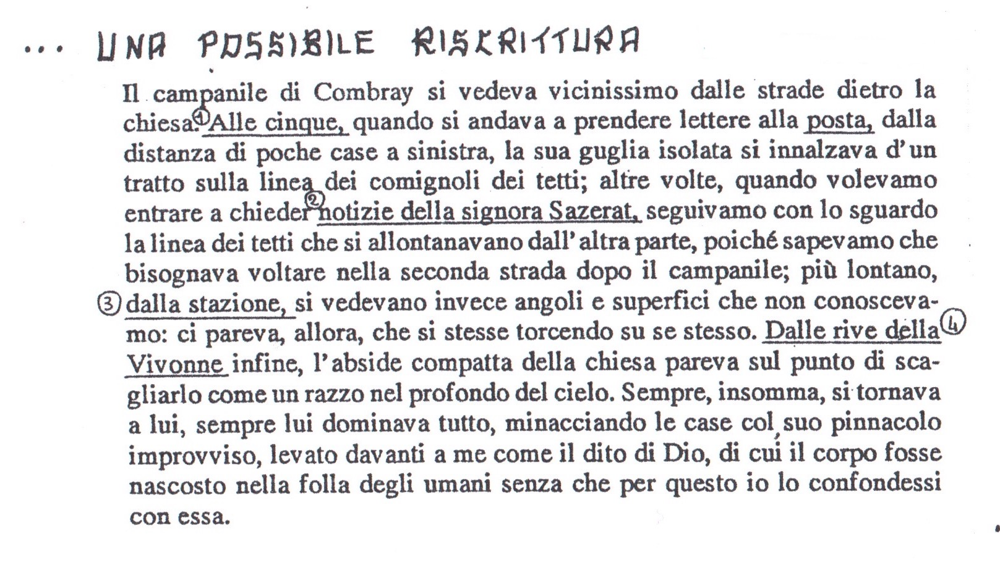 ... UNA POSSIBILE RISCRITTURA
Il campanile di Combray si vedeva vicinissimo dalle strade dietro la
chiesa. ① Alle cinque, quando si andava a prendere lettere alla posta, dalla
distanza di poche case a sinistra, la sua guglia isolata si innalzava d'un
tratto sulla linea dei comignoli dei tetti; altre volte, quando volevamo
entrare a chieder ② notizie della signora Sazerat, seguivamo con lo sguardo
la linea dei tetti che si allontanavano dall'altra parte, poiché sapevamo che
bisognava voltare nella seconda strada dopo il campanile; più lontano,
③ dalla stazione, si vedevano invece angoli e superfici che non conosceva-
mo: ci pareva, allora, che si stesse torcendo su se stesso. Dalle rive della ④
Vivonne infine, l'abside compatta della chiesa pareva sul punto di sca-
gliarlo come un razzo nel profondo del cielo. Sempre, insomma, si tornava
a lui, sempre lui dominava tutto, minacciando le case col suo pinnacolo
improvviso, levato davanti a me come il dito di Dio, di cui il corpo fosse
nascosto nella folla degli umani senza che per questo io lo confondessi
con essa.